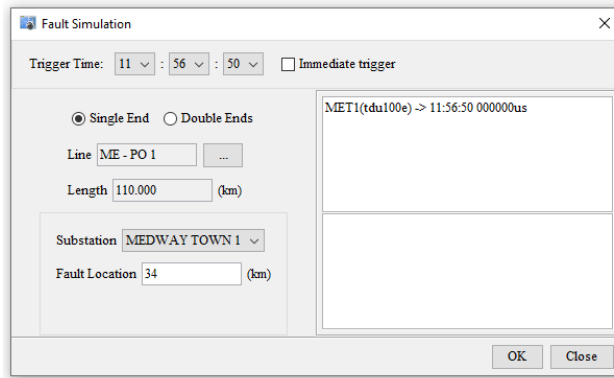 Fault Simulation
Trigger Time: 11 : 56 : 50 Immediate trigger
Single End Double Ends
Line ME - PO 1 ...
Length 110.000 (km)
Substation MEDWAY TOWN 1
Fault Location 34 (km)
MET1(tdu100e) -> 11:56:50 000000us
OK Close